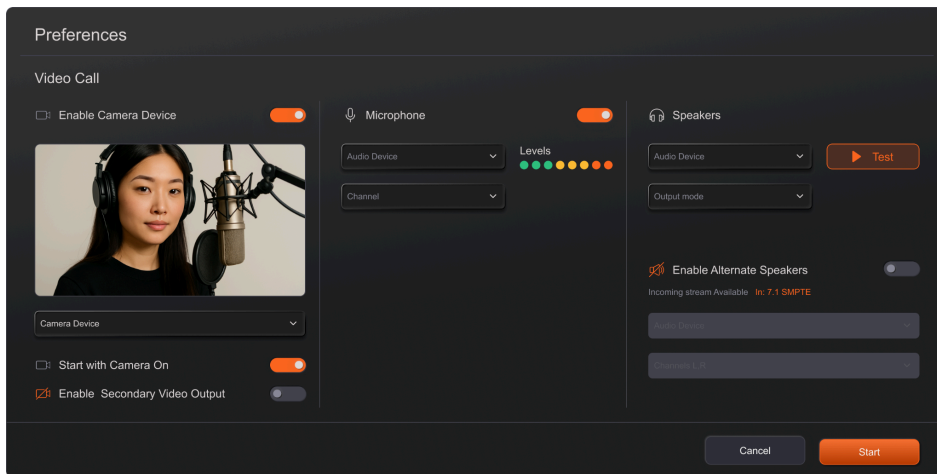 Preferences
Video Call
Enable Camera Device
Camera Device
Start with Camera On
Enable Secondary Video Output
Microphone
Audio Device
Levels
Channel
Speakers
Audio Device
Test
Output mode
Enable Alternate Speakers
Incoming stream Available In: 7.1 SMPTE
Audio Device
Channels L,R
Cancel
Start